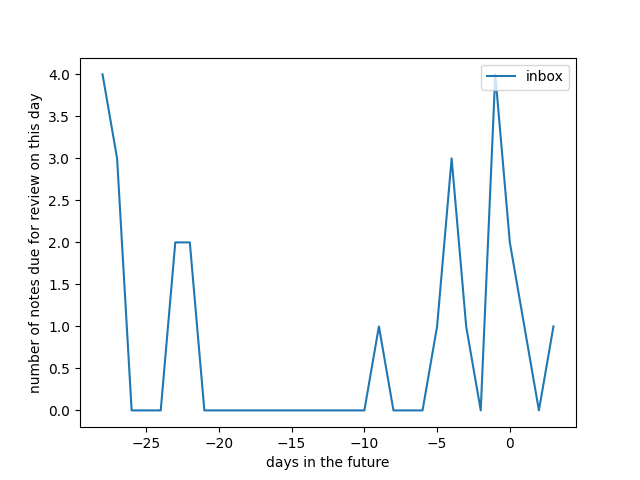 inbox
number of notes due for review on this day
4.0
3.5
3.0
2.5
2.0
1.5
1.0
0.5
0.0
−25 −20 −15 −10 −5 0
days in the future